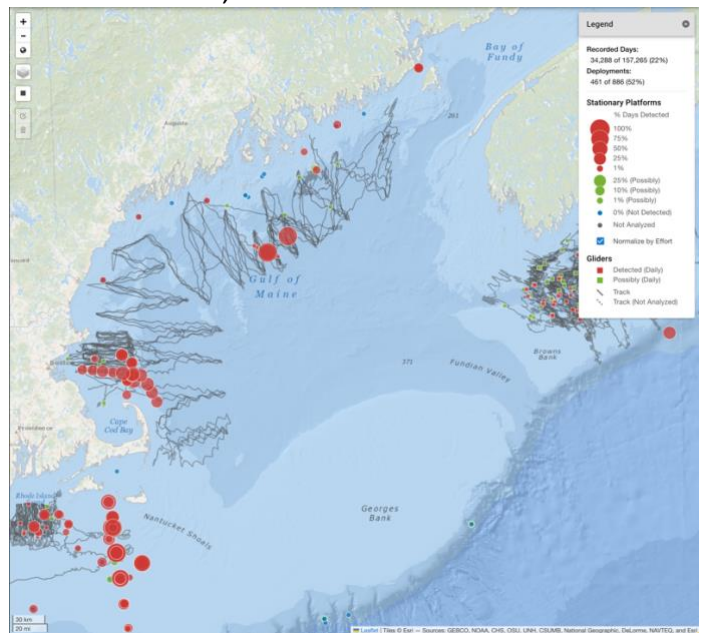 Bay of
Fundy
Augusta
261
Gulf of
Maine
Boston
Browns
Bank
Fundian Valley
371
Cape
Cod Bay
Providence
Rhode Island
Nantucket Shoals
Georges
Bank
+
-
30 km
20 mi
Legend
Recorded Days:
34,288 of 157,265 (22%)
Deployments:
461 of 886 (52%)
Stationary Platforms
% Days Detected
100%
75%
50%
25%
1%
25% (Possibly)
10% (Possibly)
1% (Possibly)
0% (Not Detected)
Not Analyzed
Normalize by Effort
Gliders
Detected (Daily)
Possibly (Daily)
Track
Track (Not Analyzed)
Leaflet | Tiles © Esri — Sources: GEBCO, NOAA, CHS, OSU, UNH, CSUMB, National Geographic, DeLorme, NAVTEQ, and Esri